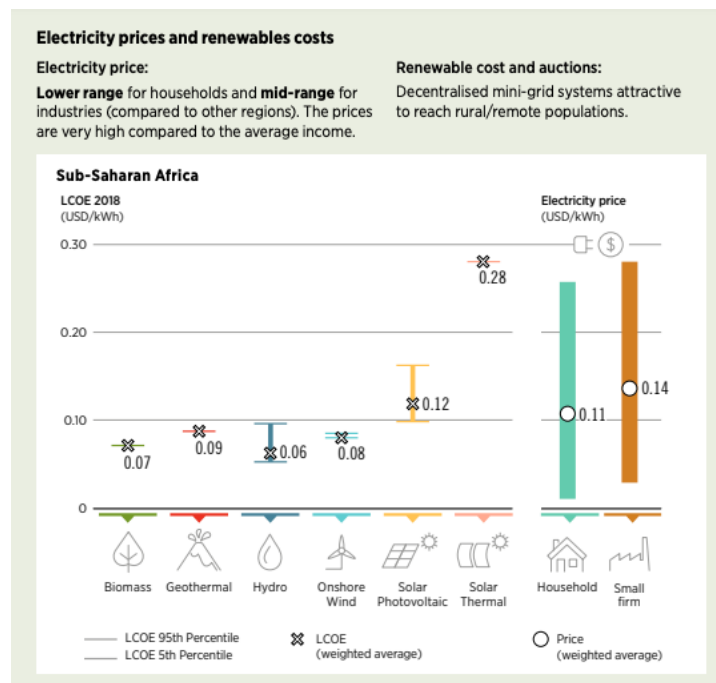 Electricity prices and renewables costs
Electricity price:
Lower range for households and mid-range for
industries (compared to other regions). The prices
are very high compared to the average income.
Renewable cost and auctions:
Decentralised mini-grid systems attractive
to reach rural/remote populations.
Sub-Saharan Africa
LCOE 2018
(USD/kWh)
Electricity price
(USD/kWh)
0.30
$
0.28
0.20
0.12
0.14
0.11
0.10
0.07
0.09
0.06
0.08
0
Biomass
Geothermal
Hydro
Onshore
Wind
Solar
Photovoltaic
Solar
Thermal
Household
Small
firm
LCOE 95th Percentile
LCOE 5th Percentile
LCOE
(weighted average)
Price
(weighted average)